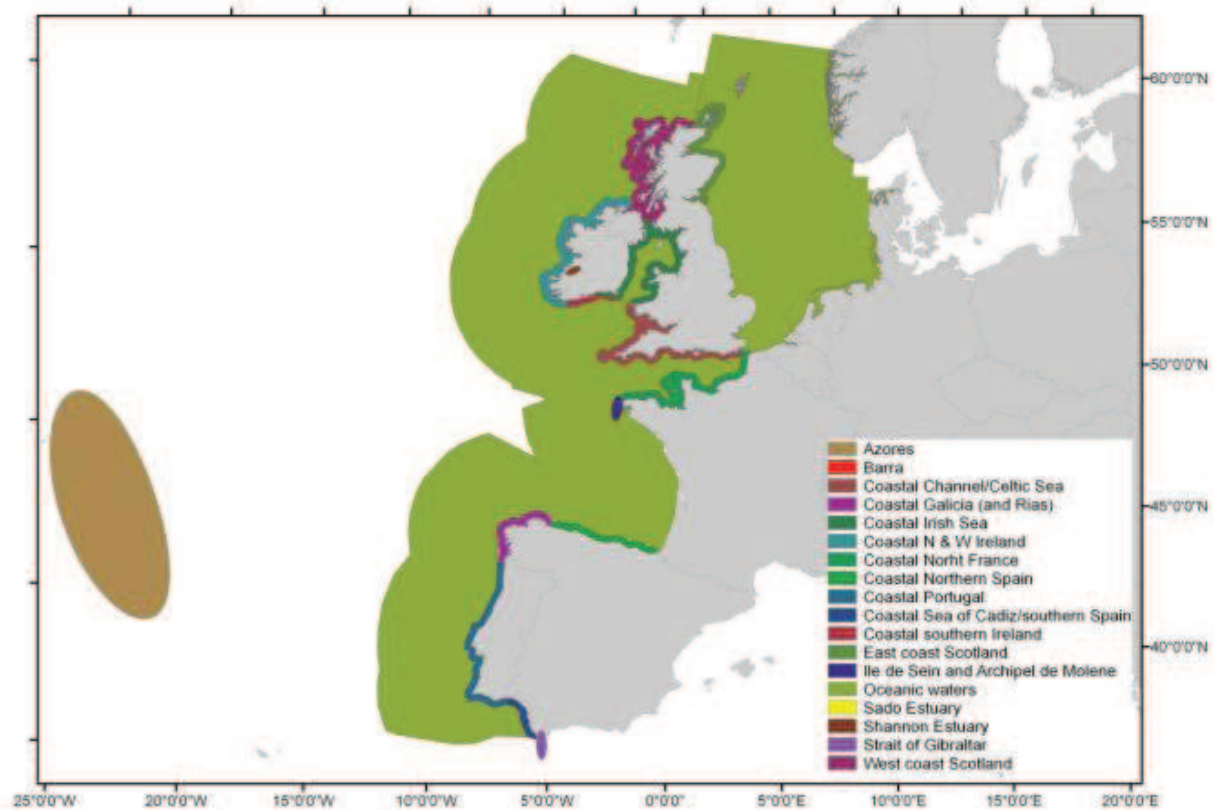 60°0'0"N
55°0'0"N
50°0'0"N
45°0'0"N
40°0'0"N
Azores
Barra
Coastal Channel/Celtic Sea
Coastal Galicia (and Rias)
Coastal Irish Sea
Coastal N & W Ireland
Coastal Norht France
Coastal Northern Spain
Coastal Portugal
Coastal Sea of Cadiz/southern Spain
Coastal southern Ireland
East coast Scotland
Ile de Sein and Archipel de Molene
Oceanic waters
Sado Estuary
Shannon Estuary
Strait of Gibraltar
West coast Scotland
25°0'0"W 20°0'0"W 15°0'0"W 10°0'0"W 5°0'0"W 0°0'0" 5°0'0"E 10°0'0"E 15°0'0"E 20°0'0"E